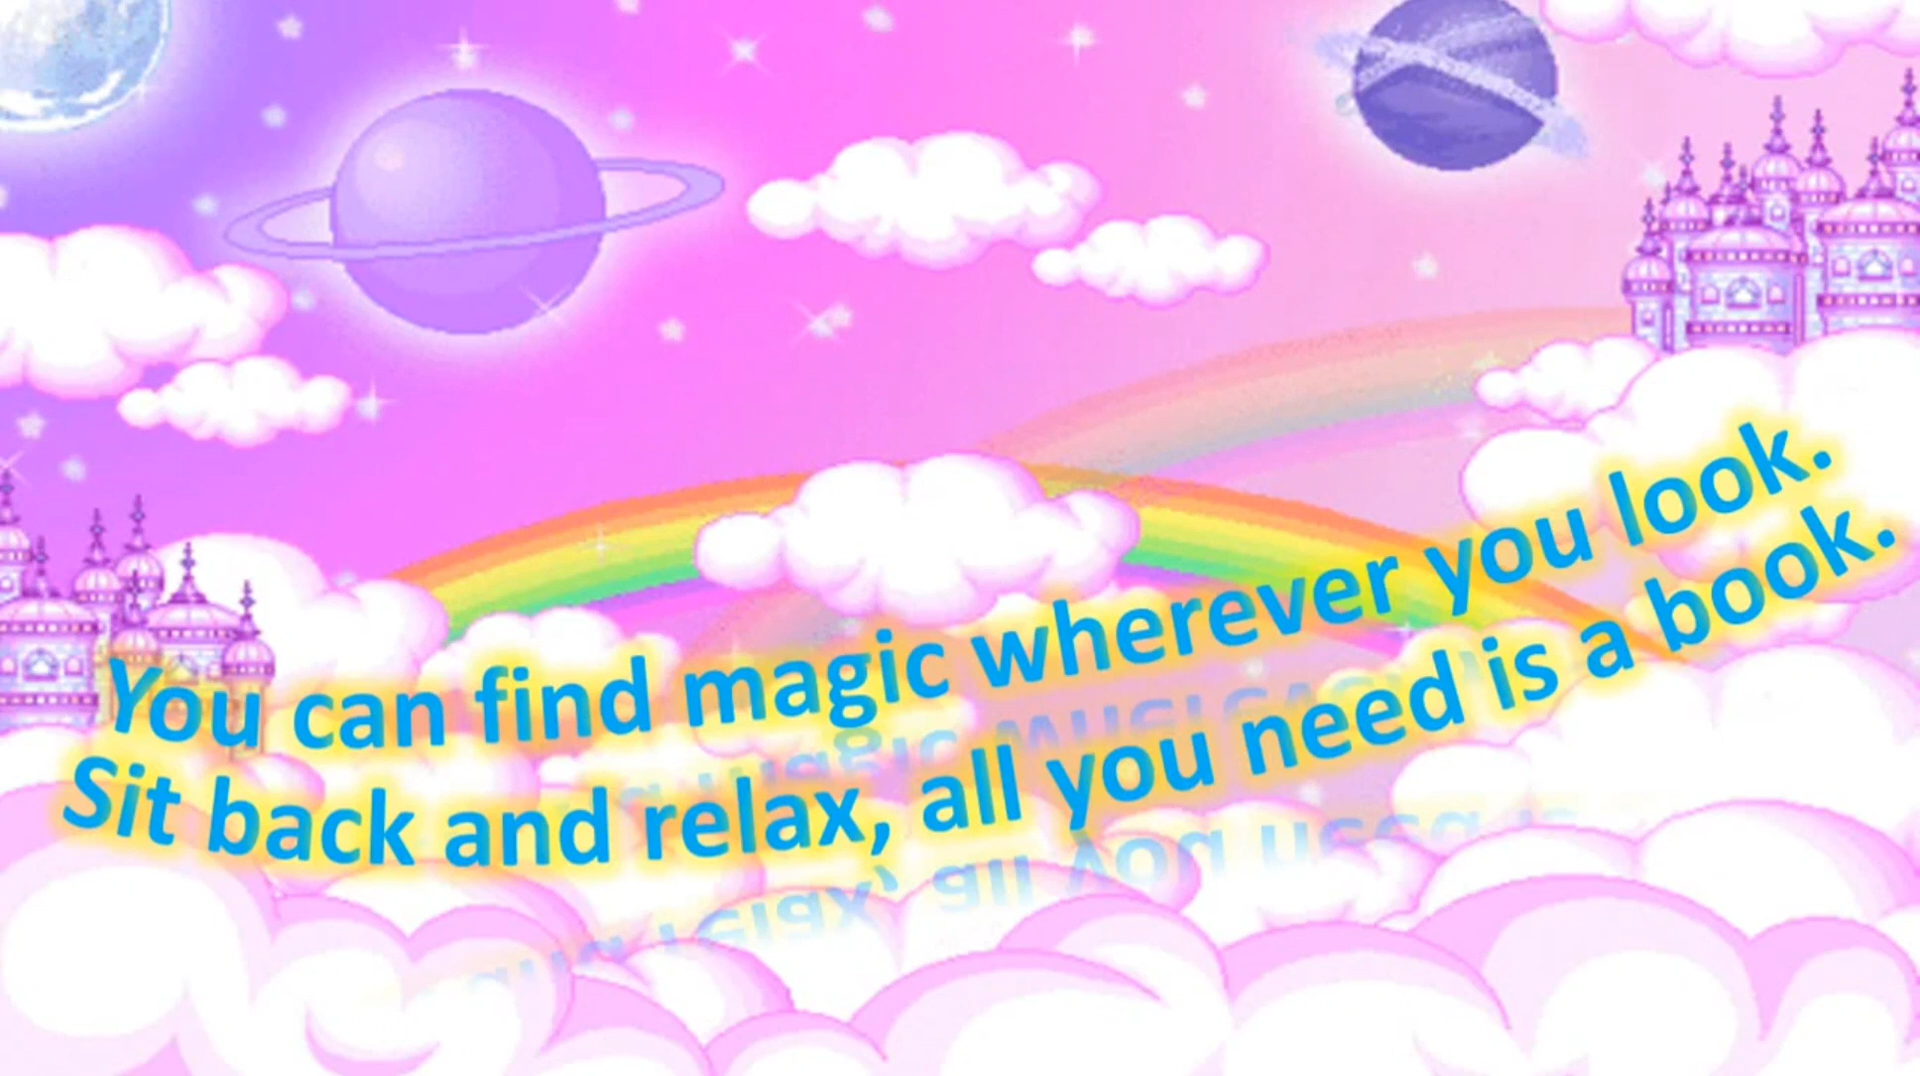 You can find magic wherever you look.
Sit back and relax, all you need is a book.